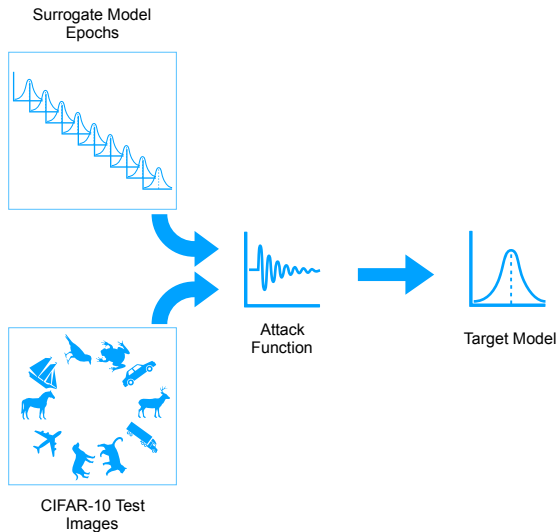 Surrogate Model
Epochs
Attack
Function
Target Model
CIFAR-10 Test
Images